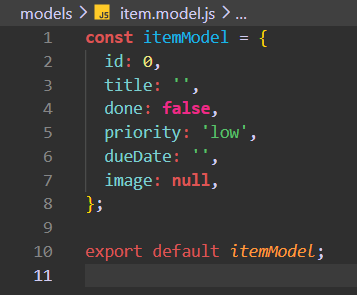 models > JS item.model.js > ...
1 const itemModel = {
2 id: 0,
3 title: '',
4 done: false,
5 priority: 'low',
6 dueDate: '',
7 image: null,
8 };
9
10 export default itemModel;
11